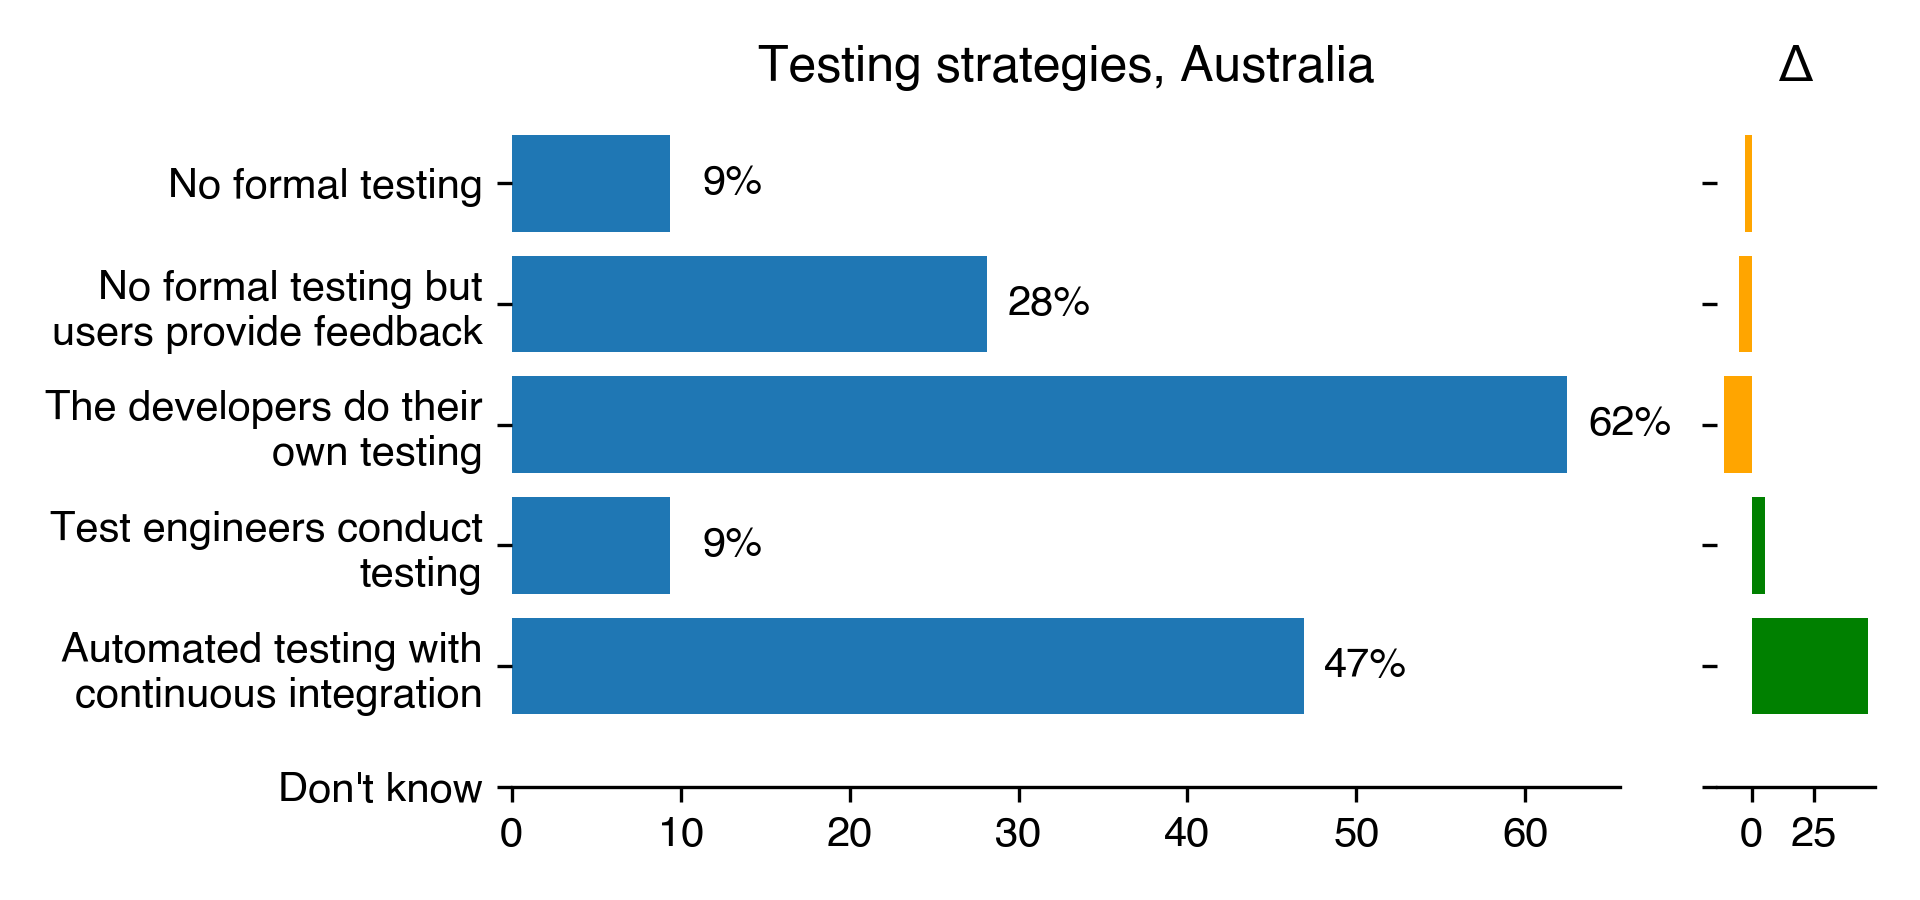 Testing strategies, Australia
Δ
No formal testing
9%
No formal testing but
users provide feedback
28%
The developers do their
own testing
62%
Test engineers conduct
testing
9%
Automated testing with
continuous integration
47%
Don't know
0 10 20 30 40 50 60
0 25